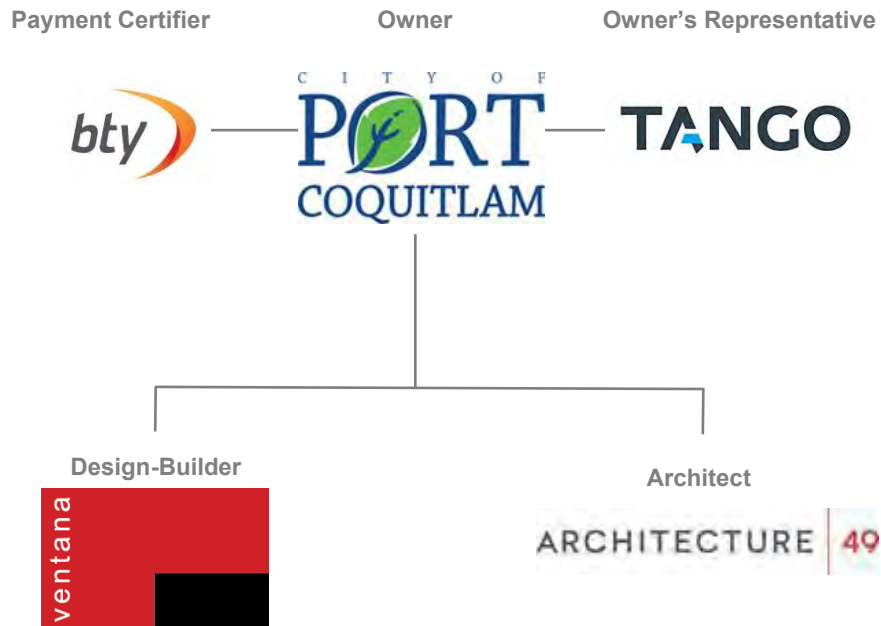 Payment Certifier
Owner
Owner's Representative
bty
CITY OF
PORT
COQUITLAM
TANGO
Design-Builder
ventana
Architect
ARCHITECTURE 49